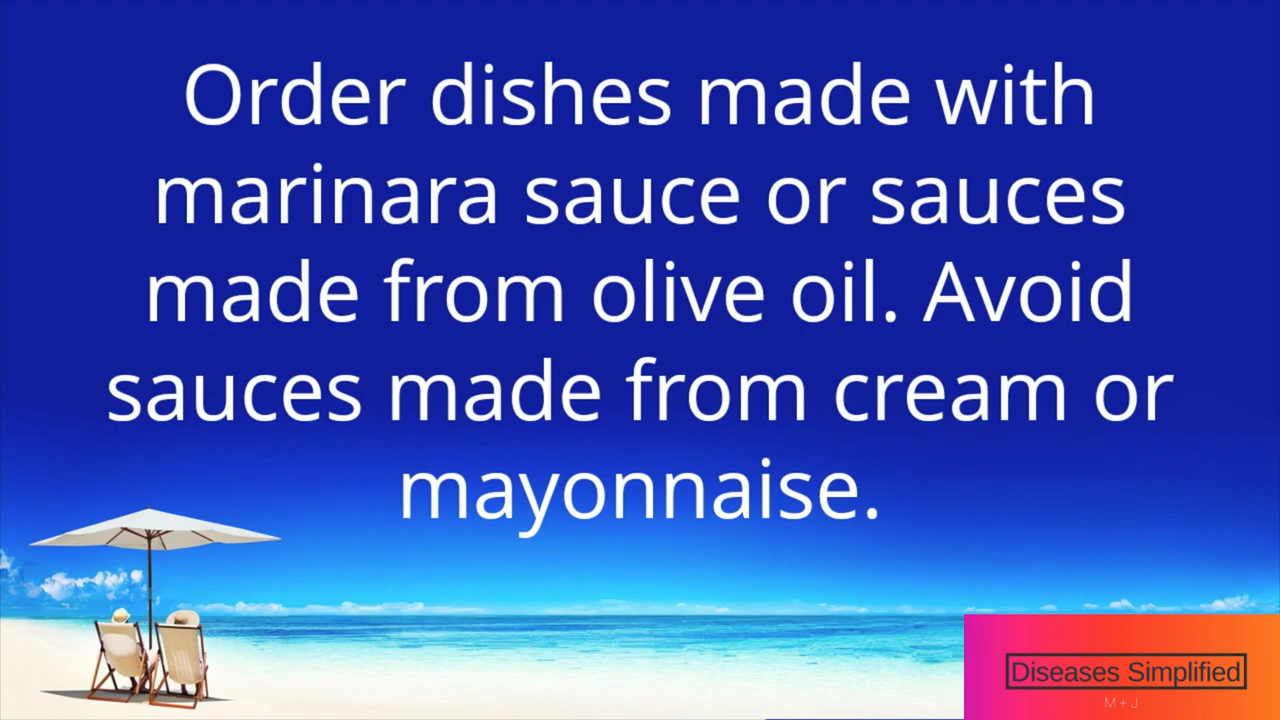 Order dishes made with
marinara sauce or sauces
made from olive oil. Avoid
sauces made from cream or
mayonnaise.
Diseases Simplified
M + J